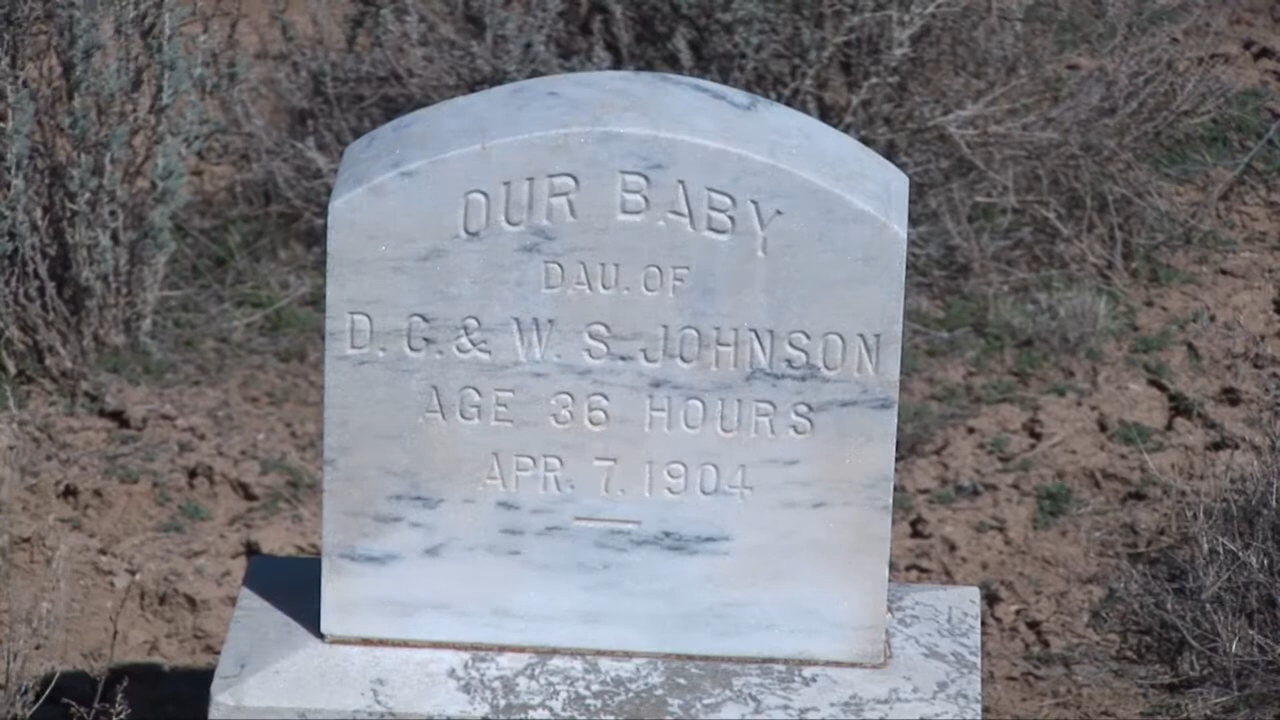 OUR BABY
DAU. OF
D. C. & W. S. JOHNSON
AGE 36 HOURS
APR. 7. 1904